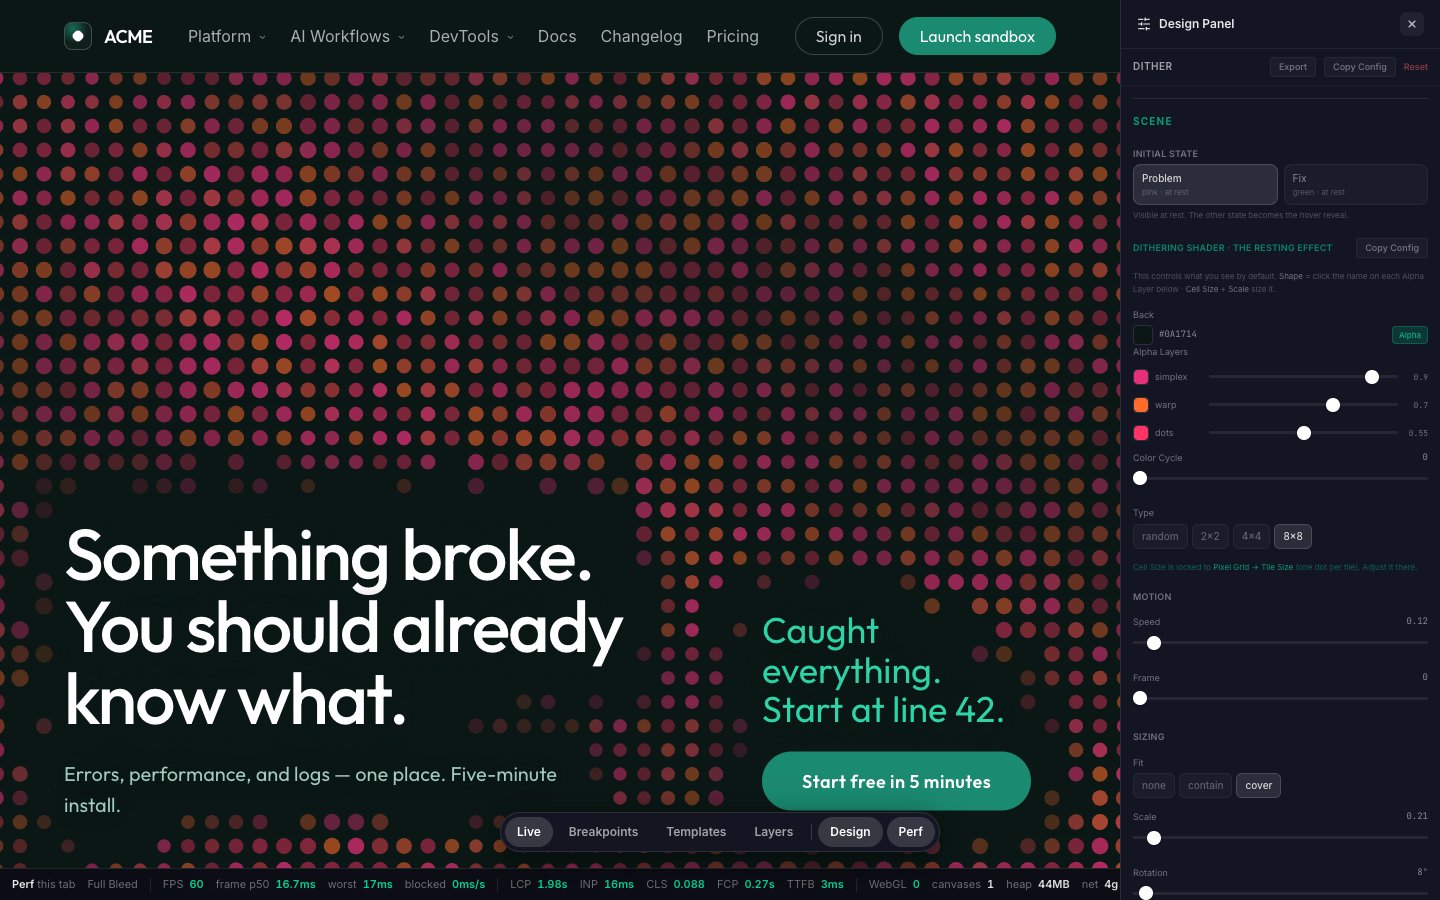 ACME
Platform
AI Workflows
DevTools
Docs
Changelog
Pricing
Sign in
Launch sandbox
Something broke.
You should already
know what.
Errors, performance, and logs — one place. Five-minute
install.
Caught
everything.
Start at line 42.
Start free in 5 minutes
Live
Breakpoints
Templates
Layers
Design
Perf
Perf this tab Full Bleed FPS 60 frame p50 16.7ms worst 17ms blocked 0ms/s LCP 1.98s INP 16ms CLS 0.088 FCP 0.27s TTFB 3ms WebGL 0 canvases 1 heap 44MB net 4g
Design Panel
DITHER
Export
Copy Config
Reset
SCENE
INITIAL STATE
Problem
pink · at rest
Fix
green · at rest
Visible at rest. The other state becomes the hover reveal.
DITHERING SHADER · THE RESTING EFFECT
Copy Config
This controls what you see by default. Shape = click the name on each Alpha
Layer below · Cell Size + Scale size it.
Back
#0A1714
Alpha
Alpha Layers
simplex 0.9
warp 0.7
dots 0.55
Color Cycle 0
Type
random
2×2
4×4
8×8
Cell Size is locked to Pixel Grid → Tile Size (one dot per tile). Adjust it there.
MOTION
Speed 0.12
Frame 0
SIZING
Fit
none
contain
cover
Scale 0.21
Rotation 8°